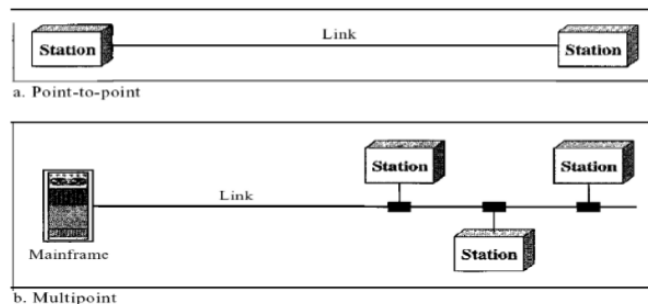 Link
Station
Station
a. Point-to-point
Station
Station
Link
Station
Mainframe
b. Multipoint